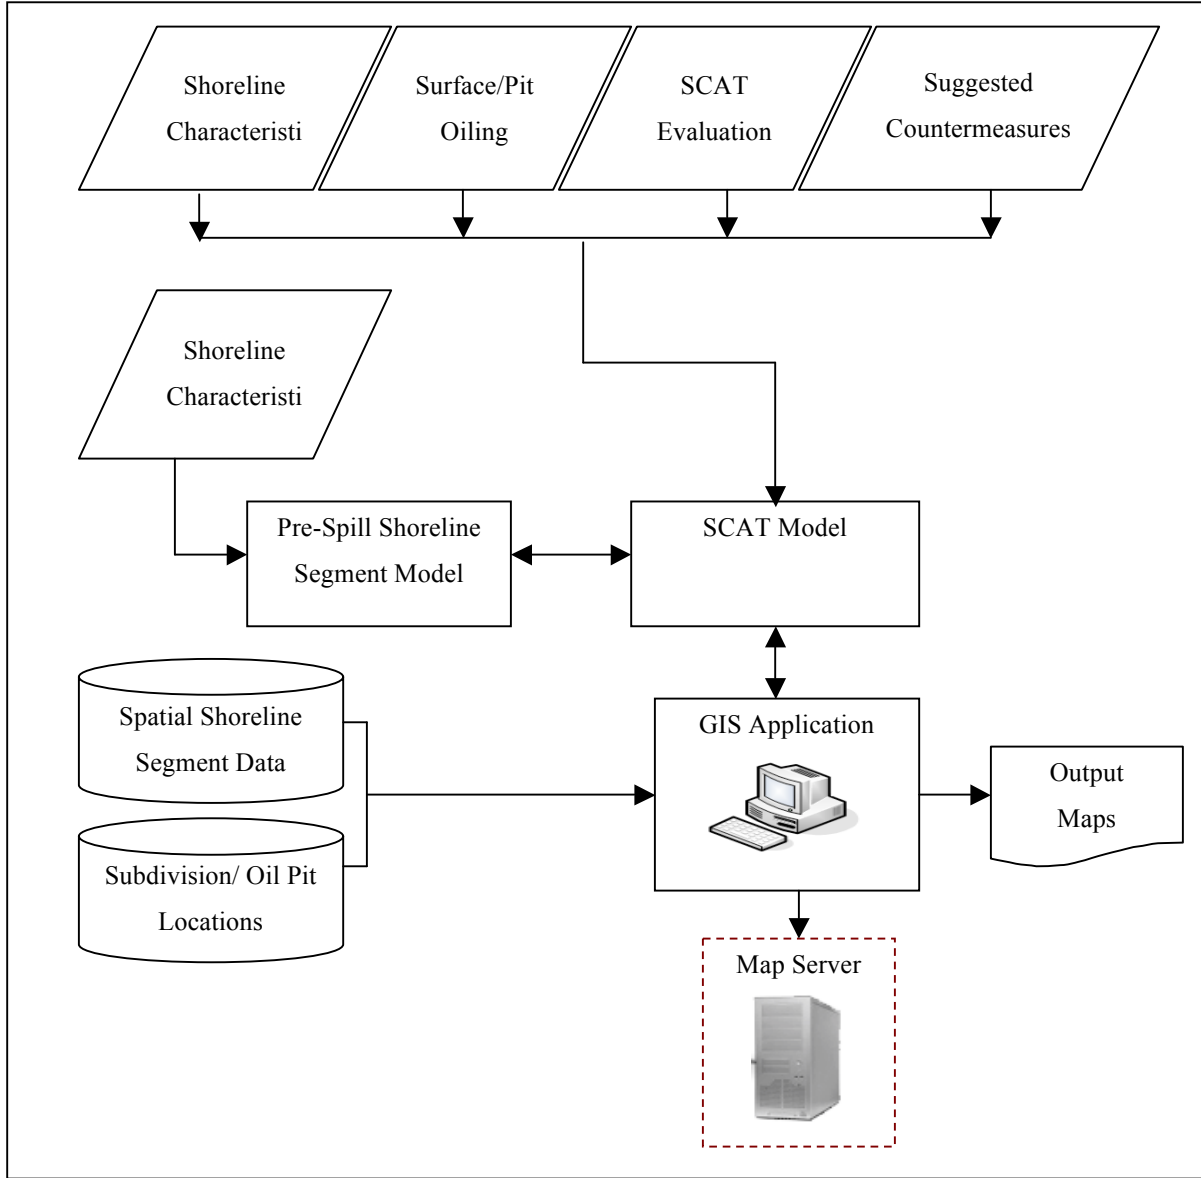 Shoreline
Characteristi
Surface/Pit
Oiling
SCAT
Evaluation
Suggested
Countermeasures
Shoreline
Characteristi
Pre-Spill Shoreline
Segment Model
SCAT Model
Spatial Shoreline
Segment Data
GIS Application
Output
Maps
Subdivision/ Oil Pit
Locations
Map Server